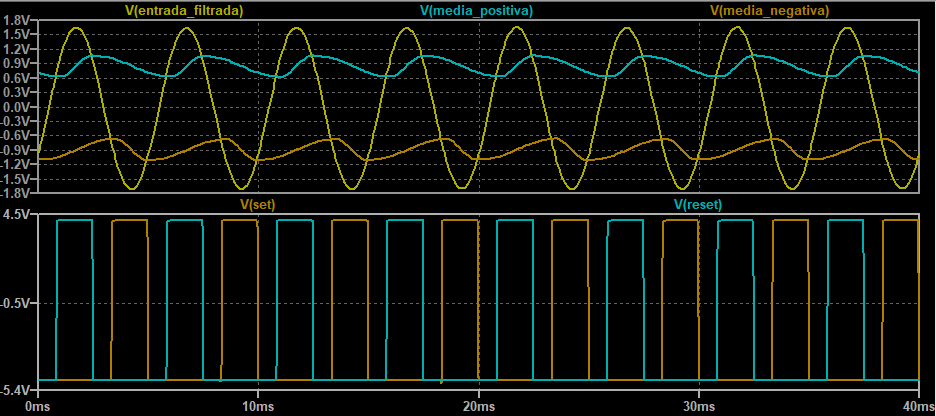 V(entrada_filtrada) V(media_positiva) V(media_negativa)
1.8V
1.5V
1.2V
0.9V
0.6V
0.3V
0.0V
-0.3V
-0.6V
-0.9V
-1.2V
-1.5V
-1.8V
V(set) V(reset)
4.5V
-0.5V
-5.4V
0ms 10ms 20ms 30ms 40ms